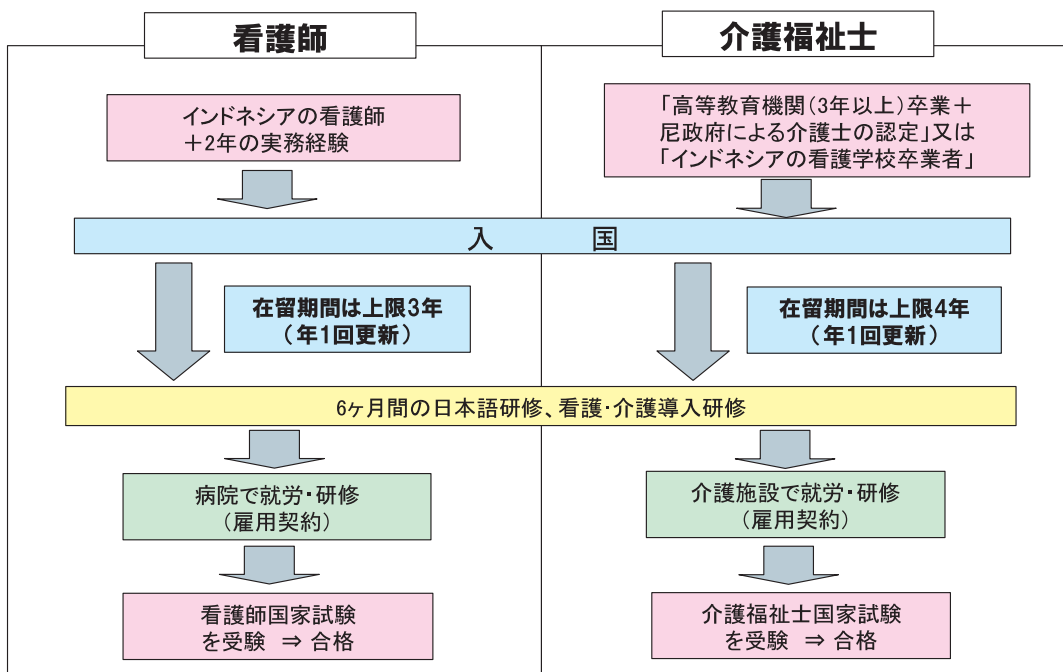 看護師
介護福祉士
インドネシアの看護師
＋2年の実務経験
「高等教育機関（3年以上）卒業＋
尼政府による介護士の認定」又は
「インドネシアの看護学校卒業者」
入　国
在留期間は上限3年
（年1回更新）
在留期間は上限4年
（年1回更新）
6ヶ月間の日本語研修、看護・介護導入研修
病院で就労・研修
（雇用契約）
介護施設で就労・研修
（雇用契約）
看護師国家試験
を受験 ⇒ 合格
介護福祉士国家試験
を受験 ⇒ 合格